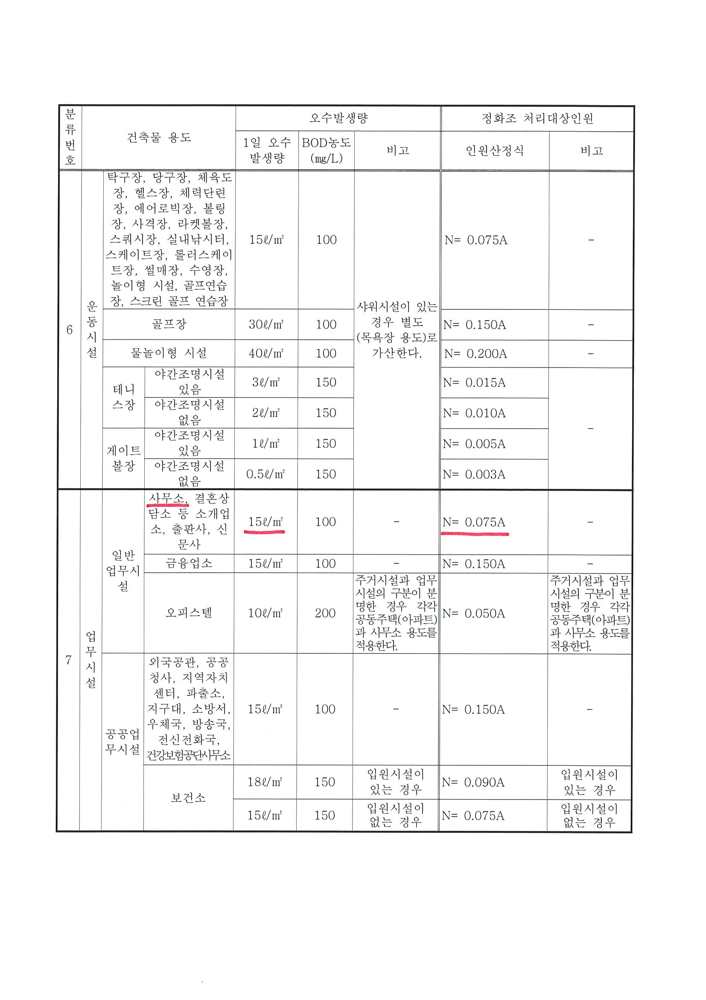 분
류
번
호
건축물 용도
오수발생량
정화조 처리대상인원
1일 오수
발생량
BOD농도
(㎎/L)
비고
인원산정식
비고
6
운
동
시
설
탁구장, 당구장, 체육도
장, 헬스장, 체력단련
장, 에어로빅장, 볼링
장, 사격장, 라켓볼장,
스쿼시장, 실내낚시터,
스케이트장, 롤러스케이
트장, 썰매장, 수영장,
놀이형 시설, 골프연습
장, 스크린 골프 연습장
15ℓ/㎡
100
샤워시설이 있는
경우 별도
(목욕장 용도)로
가산한다.
N= 0.075A
-
골프장
30ℓ/㎡
100
N= 0.150A
-
물놀이형 시설
40ℓ/㎡
100
N= 0.200A
-
테니
스장
야간조명시설
있음
3ℓ/㎡
150
N= 0.015A
-
야간조명시설
없음
2ℓ/㎡
150
N= 0.010A
게이트
볼장
야간조명시설
있음
1ℓ/㎡
150
N= 0.005A
야간조명시설
없음
0.5ℓ/㎡
150
N= 0.003A
7
업
무
시
설
일반
업무시
설
사무소, 결혼상
담소 등 소개업
소, 출판사, 신
문사
15ℓ/㎡
100
-
N= 0.075A
-
금융업소
15ℓ/㎡
100
-
N= 0.150A
-
오피스텔
10ℓ/㎡
200
주거시설과 업무
시설의 구분이 분
명한 경우 각각
공동주택(아파트)
과 사무소 용도를
적용한다.
N= 0.050A
주거시설과 업무
시설의 구분이 분
명한 경우 각각
공동주택(아파트)
과 사무소 용도를
적용한다.
공공업
무시설
외국공관, 공공
청사, 지역자치
센터, 파출소,
지구대, 소방서,
우체국, 방송국,
전신전화국,
건강보험공단사무소
15ℓ/㎡
100
-
N= 0.150A
-
보건소
18ℓ/㎡
150
입원시설이
있는 경우
N= 0.090A
입원시설이
있는 경우
15ℓ/㎡
150
입원시설이
없는 경우
N= 0.075A
입원시설이
없는 경우